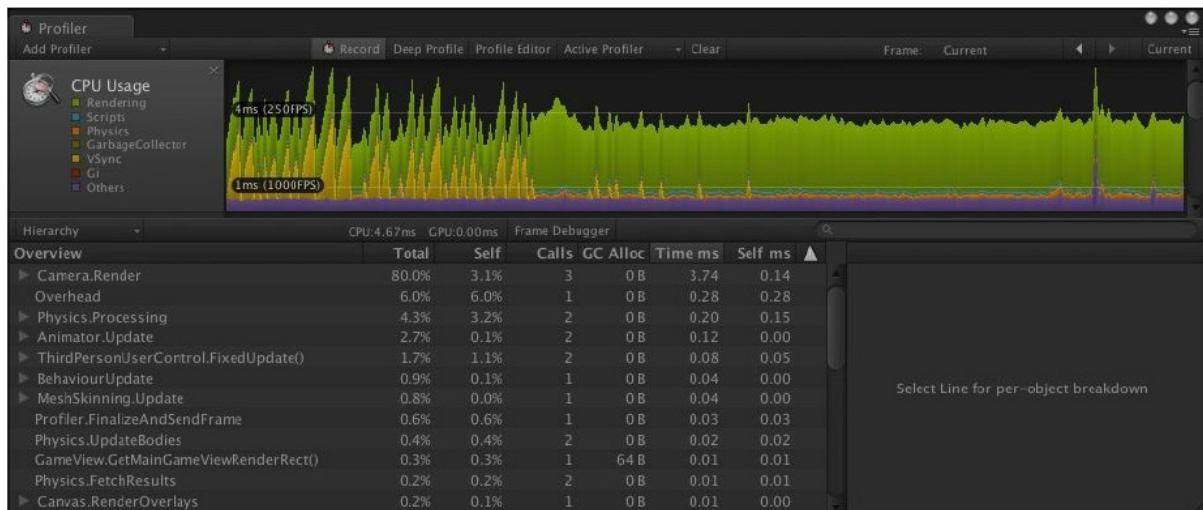 Profiler
Add Profiler Record Deep Profile Profile Editor Active Profiler Clear Frame: Current Current
CPU Usage
Rendering
Scripts
Physics
GarbageCollector
VSync
Gi
Others
4ms (250FPS)
1ms (1000FPS)
Hierarchy CPU:4.67ms GPU:0.00ms Frame Debugger
Overview Total Self Calls GC Alloc Time ms Self ms
Camera.Render 80.0% 3.1% 3 0 B 3.74 0.14
Overhead 6.0% 6.0% 1 0 B 0.28 0.28
Physics.Processing 4.3% 3.2% 2 0 B 0.20 0.15
Animator.Update 2.7% 0.1% 2 0 B 0.12 0.00
ThirdPersonUserControl.FixedUpdate() 1.7% 1.1% 2 0 B 0.08 0.05
BehaviourUpdate 0.9% 0.1% 1 0 B 0.04 0.00
MeshSkinning.Update 0.8% 0.0% 1 0 B 0.04 0.00
Profiler.FinalizeAndSendFrame 0.6% 0.6% 1 0 B 0.03 0.03
Physics.UpdateBodies 0.4% 0.4% 2 0 B 0.02 0.02
GameView.GetMainGameViewRenderRect() 0.3% 0.3% 1 64 B 0.01 0.01
Physics.FetchResults 0.2% 0.2% 2 0 B 0.01 0.01
Canvas.RenderOverlays 0.2% 0.1% 1 0 B 0.01 0.00
Select Line for per-object breakdown